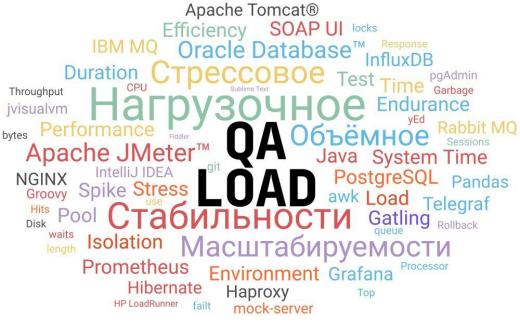 Apache Tomcat®
Efficiency SOAP UI locks
IBM MQ Oracle Database™ Response
InfluxDB
Duration Стрессовое Test Time pgAdmin
Throughput CPU Sublime Text Garbage
jvisualvm Нагрузочное Endurance
yEd
bytes Performance Fiddler QA Объёмное Rabbit MQ
Sessions
Apache JMeter™ Java System Time
IntelliJ IDEA git
NGINX LOAD PostgreSQL Pandas
Groovy Spike Stress awk Load Telegraf
Hits use
Disk Pool Стабильности Gatling Rollback
waits queue
length Isolation Масштабируемости
Prometheus Environment Grafana Processor
Hibernate Haproxy Top
HP LoadRunner failt mock-server